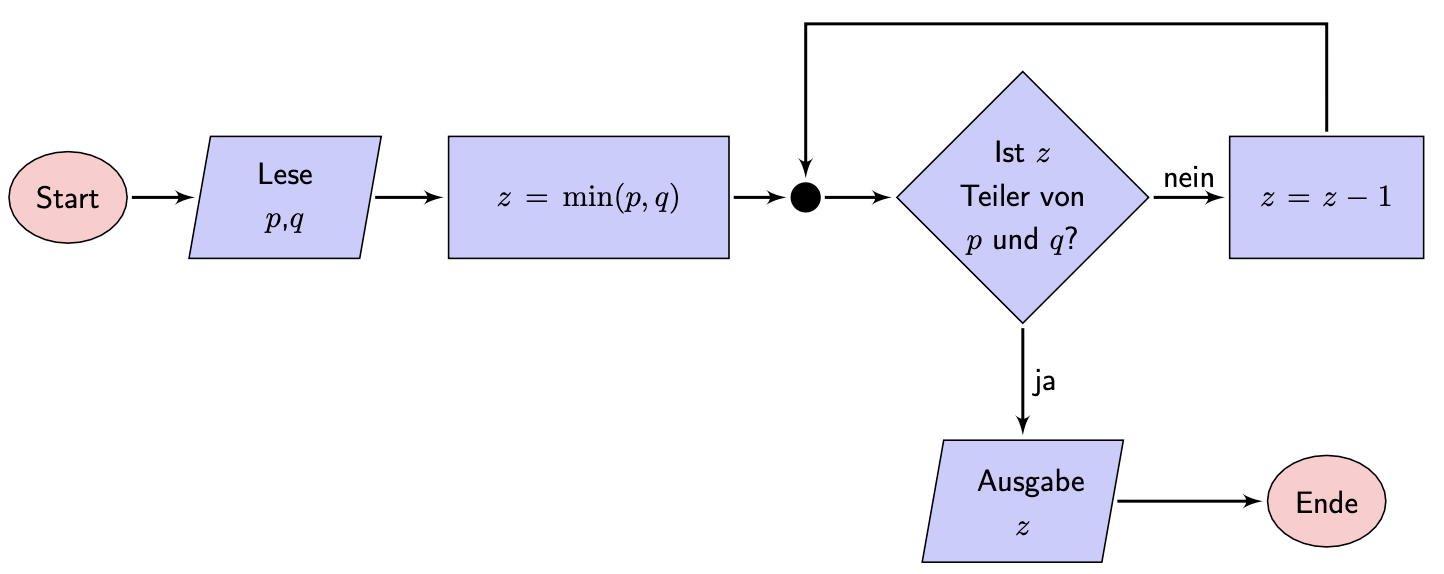 Start
Lese
p,q
z = min(p, q)
Ist z
Teiler von
p und q?
nein
z = z − 1
ja
Ausgabe
z
Ende